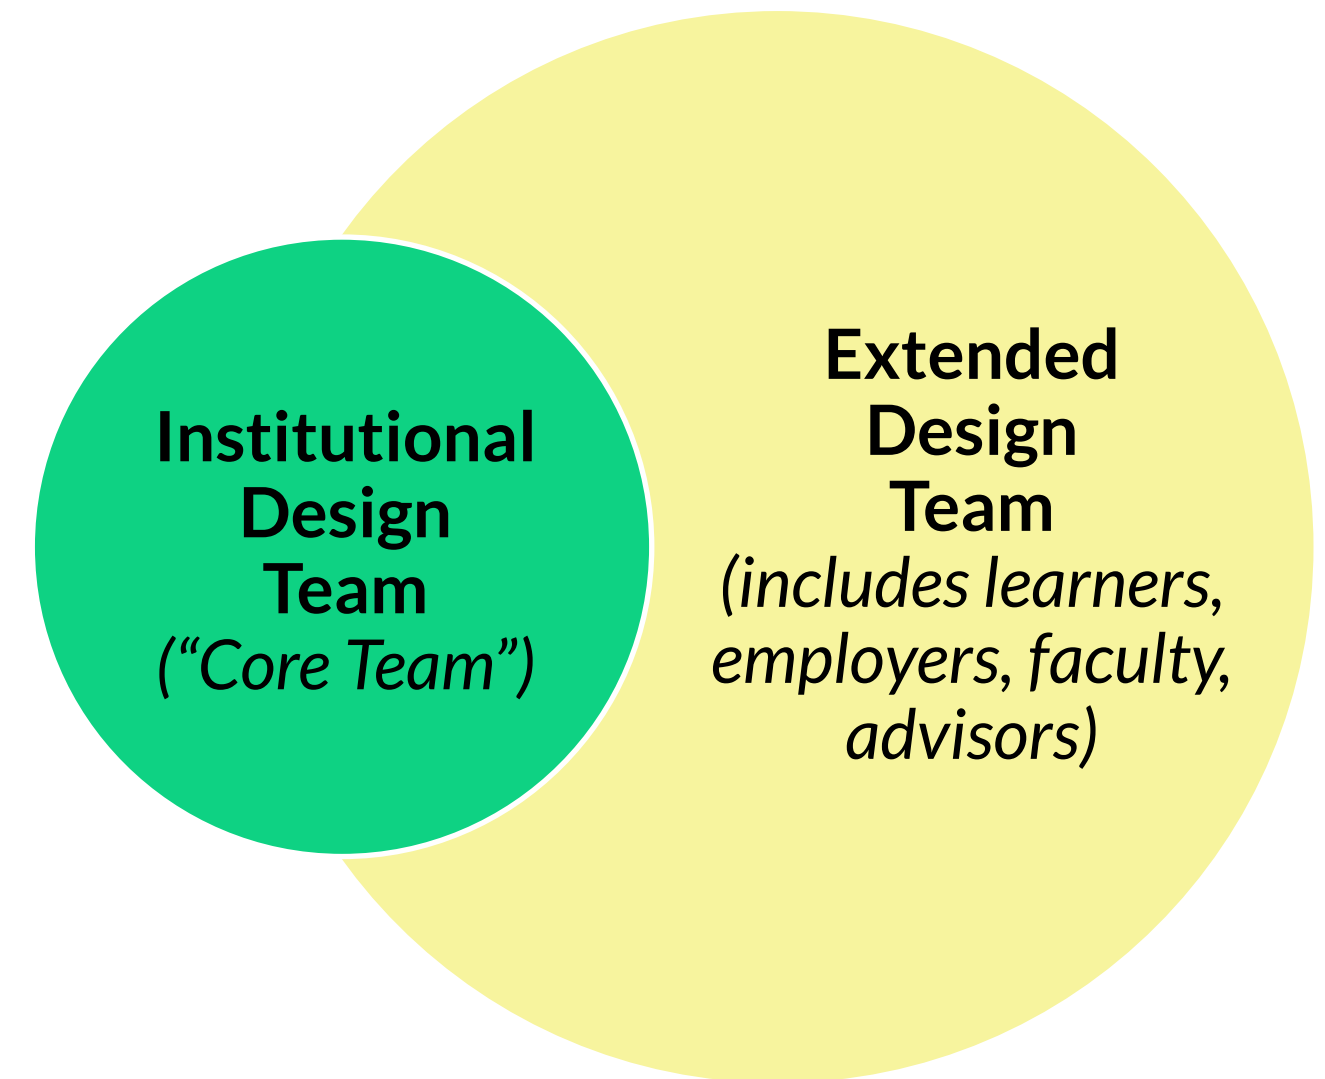 Institutional
Design
Team
(“Core Team”)
Extended
Design
Team
(includes learners,
employers, faculty,
advisors)